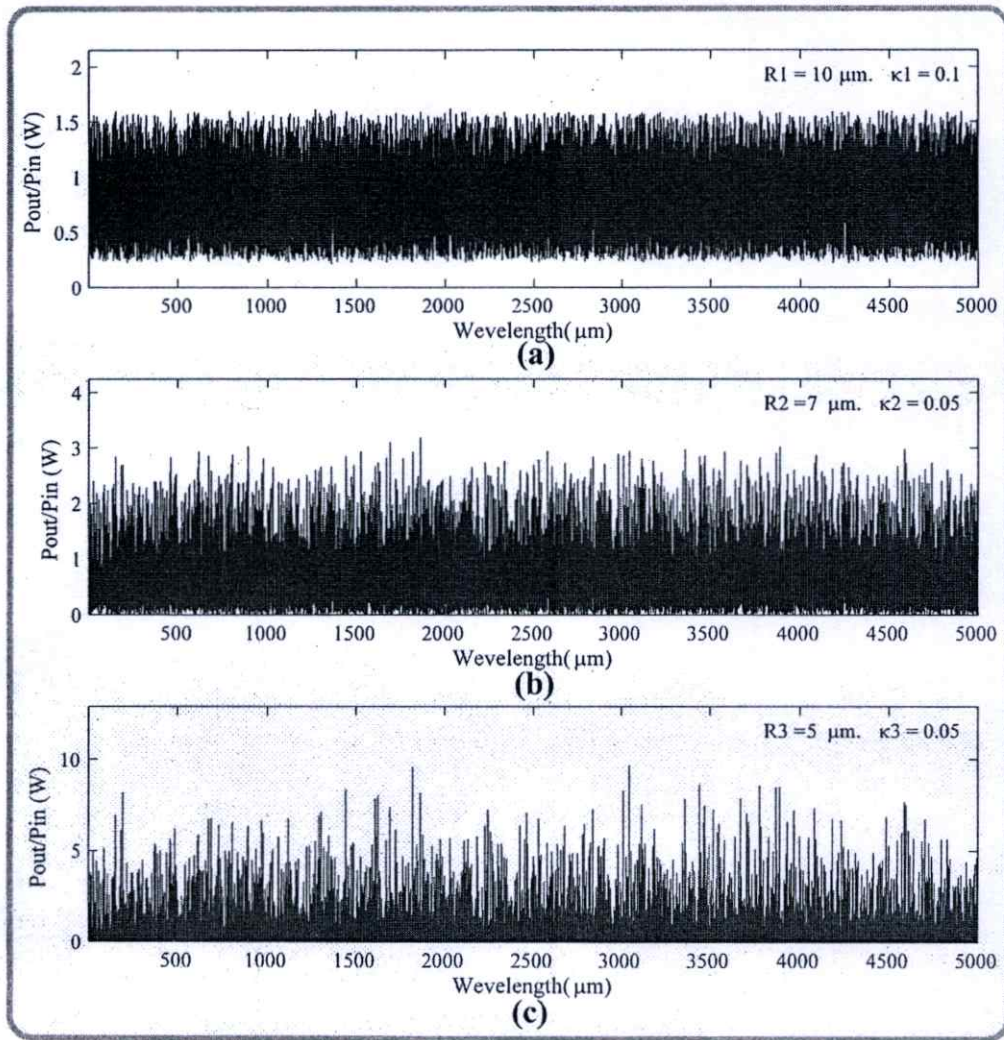 2
R1 = 10 μm. κ1 = 0.1
1.5
1
0.5
0
Pout/Pin (W)
500 1000 1500 2000 2500 3000 3500 4000 4500 5000
Wevelength( μm)
(a)
4
R2 =7 μm. κ2 = 0.05
3
2
1
0
Pout/Pin (W)
500 1000 1500 2000 2500 3000 3500 4000 4500 5000
Wevelength( μm)
(b)
R3 =5 μm. κ3 = 0.05
10
5
0
Pout/Pin (W)
500 1000 1500 2000 2500 3000 3500 4000 4500 5000
Wevelength( μm)
(c)